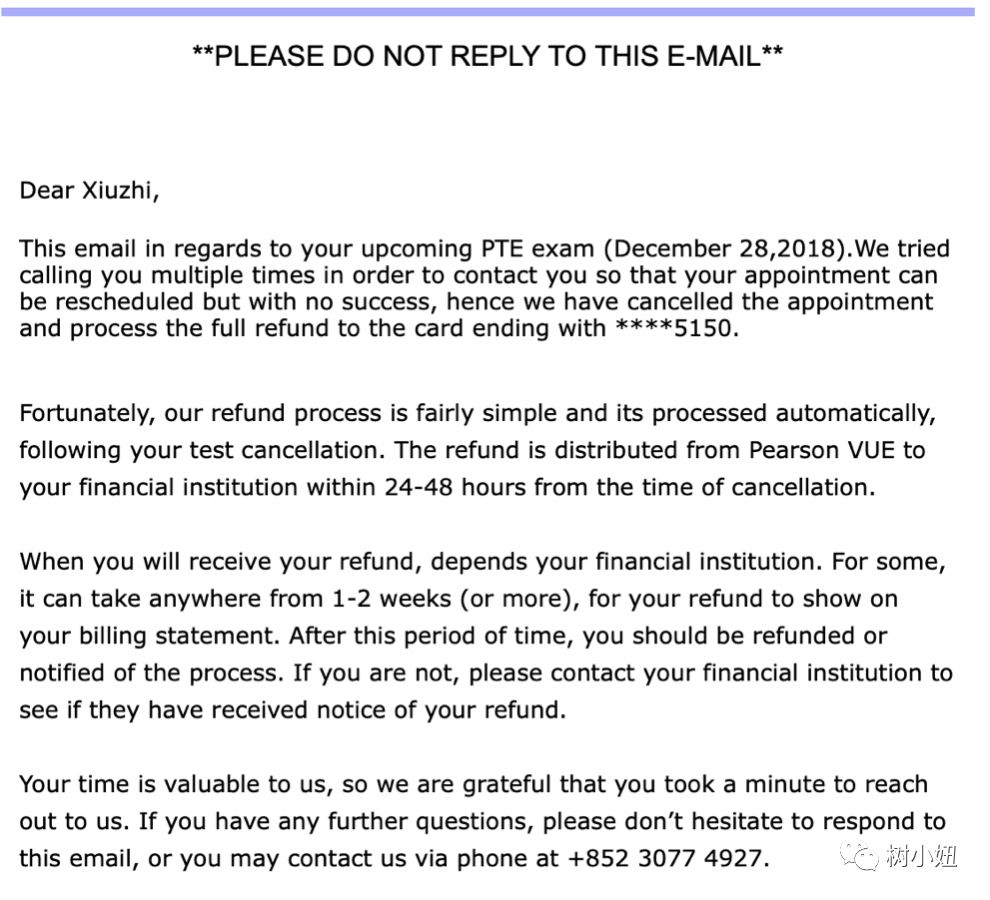 **PLEASE DO NOT REPLY TO THIS E-MAIL**
Dear Xiuzhi,
This email in regards to your upcoming PTE exam (December 28,2018).We tried
calling you multiple times in order to contact you so that your appointment can
be rescheduled but with no success, hence we have cancelled the appointment
and process the full refund to the card ending with ****5150.
Fortunately, our refund process is fairly simple and its processed automatically,
following your test cancellation. The refund is distributed from Pearson VUE to
your financial institution within 24-48 hours from the time of cancellation.
When you will receive your refund, depends your financial institution. For some,
it can take anywhere from 1-2 weeks (or more), for your refund to show on
your billing statement. After this period of time, you should be refunded or
notified of the process. If you are not, please contact your financial institution to
see if they have received notice of your refund.
Your time is valuable to us, so we are grateful that you took a minute to reach
out to us. If you have any further questions, please don’t hesitate to respond to
this email, or you may contact us via phone at +852 3077 4927.
树小妞